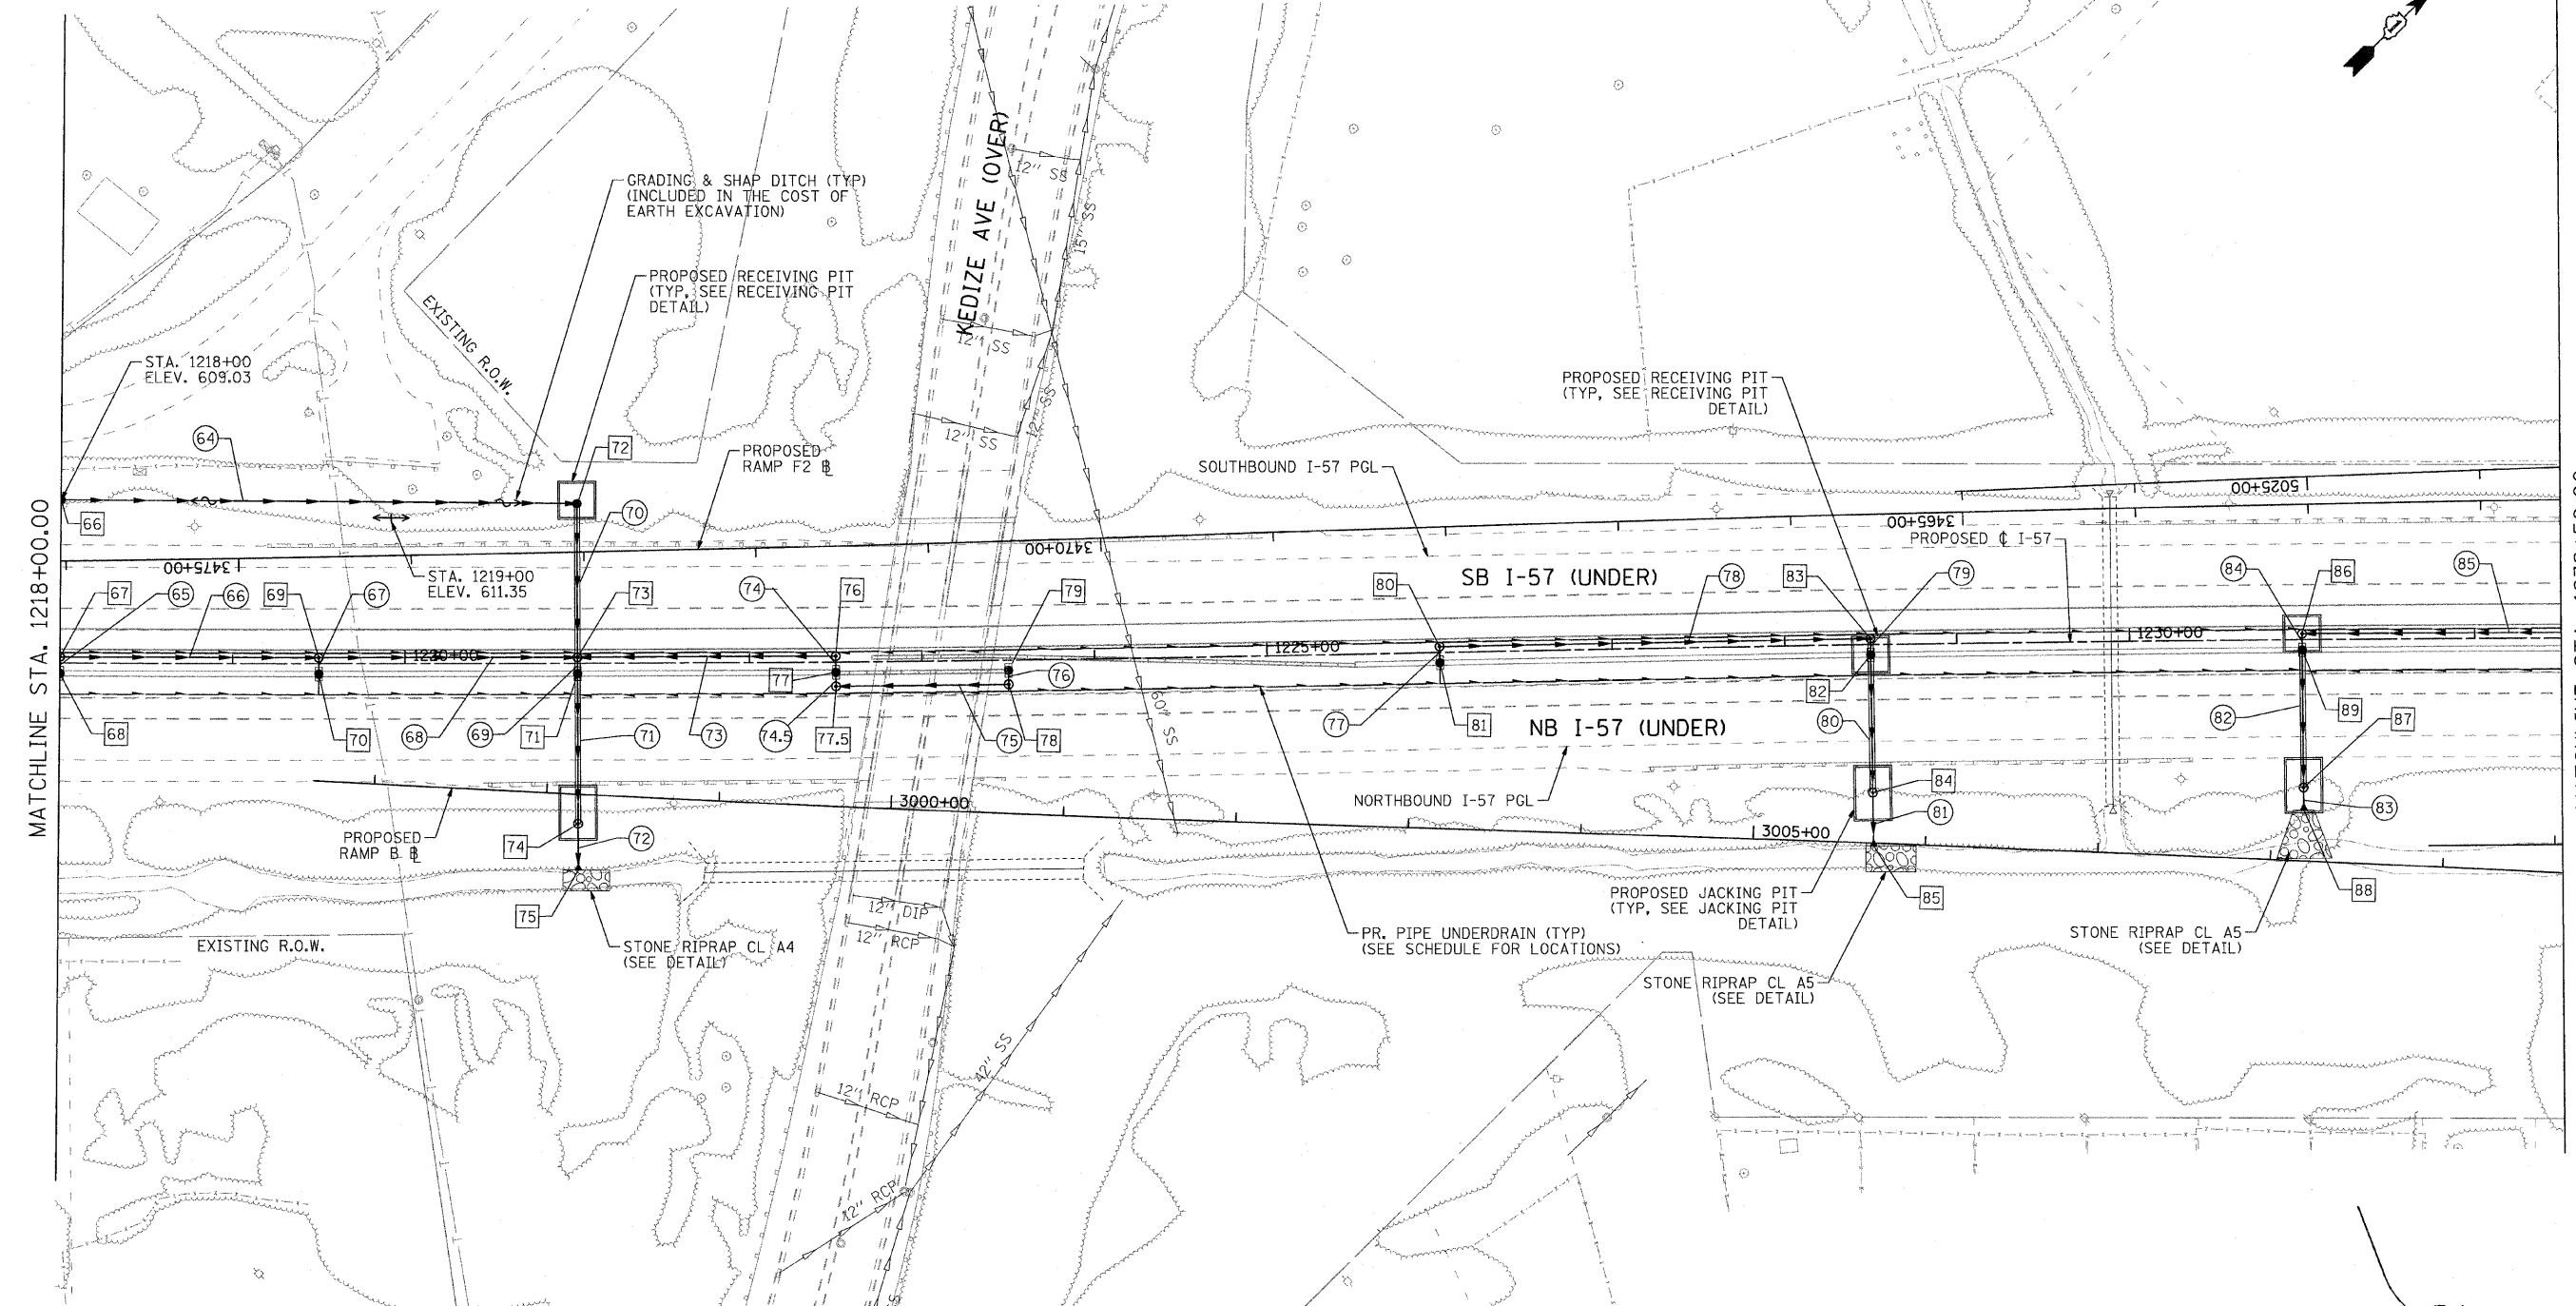 KEDIZE AVE (OVER)
12" SS
15" SS
GRADING & SHAP DITCH (TYP)
(INCLUDED IN THE COST OF
EARTH EXCAVATION)
PROPOSED RECEIVING PIT
(TYP, SEE RECEIVING PIT
DETAIL)
EXISTING R.O.W.
12" SS
STA. 1218+00
ELEV. 609.03
12" SS
12" SS
PROPOSED RECEIVING PIT
(TYP, SEE RECEIVING PIT
DETAIL)
64
72
PROPOSED
RAMP F2 B
SOUTHBOUND I-57 PGL
MATCHLINE STA. 1218+00.00
66
70
5025+00
3465+00
PROPOSED ℄ I-57
3470+00
3475+00
STA. 1219+00
ELEV. 611.35
SB I-57 (UNDER)
67
65
66
69
67
73
74
76
79
80
78
83
79
84
86
85
1220+00
1225+00
1230+00
68
70
68
69
71
71
73
77
74.5
77.5
76
75
78
60" SS
77
81
82
80
82
89
87
NB I-57 (UNDER)
NORTHBOUND I-57 PGL
3000+00
3005+00
84
81
83
PROPOSED
RAMP B B
74
72
75
STONE RIPRAP CL A4
(SEE DETAIL)
EXISTING R.O.W.
12" DIP
12" RCP
PR. PIPE UNDERDRAIN (TYP)
(SEE SCHEDULE FOR LOCATIONS)
PROPOSED JACKING PIT
(TYP, SEE JACKING PIT
DETAIL)
85
88
STONE RIPRAP CL A5
(SEE DETAIL)
STONE RIPRAP CL A5
(SEE DETAIL)
42" SS
12" RCP
12" RCP